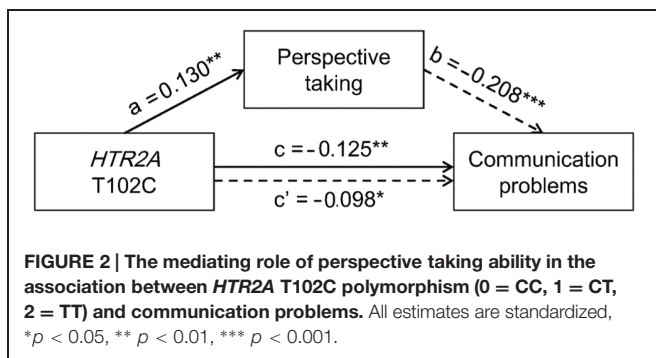 Perspective
taking
a = 0.130**
b = -0.208***
HTR2A
T102C
c = -0.125**
c' = -0.098*
Communication
problems
FIGURE 2 | The mediating role of perspective taking ability in the
association between HTR2A T102C polymorphism (0 = CC, 1 = CT,
2 = TT) and communication problems. All estimates are standardized,
*p < 0.05, ** p < 0.01, *** p < 0.001.